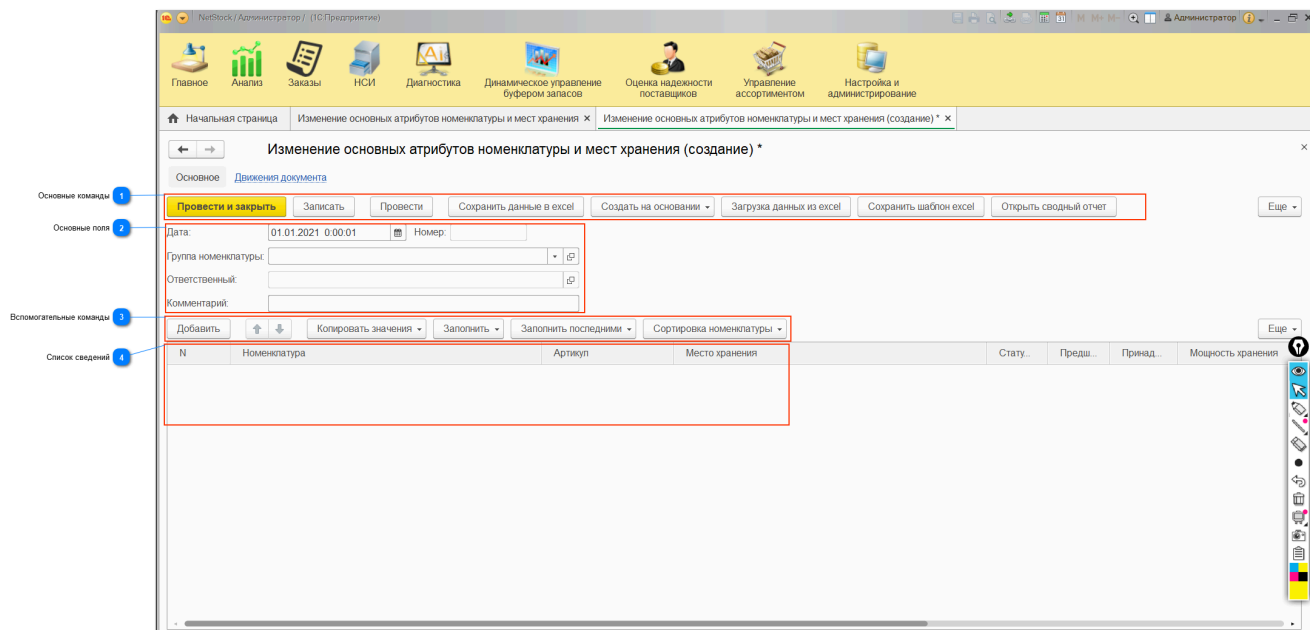 NetStock / Администратор / (1С:Предприятие)
M M+ M-
Администратор
Главное
Анализ
Заказы
НСИ
Диагностика
Динамическое управление
буфером запасов
Оценка надежности
поставщиков
Управление
ассортиментом
Настройка и
администрирование
Начальная страница
Изменение основных атрибутов номенклатуры и мест хранения ×
Изменение основных атрибутов номенклатуры и мест хранения (создание) * ×
Изменение основных атрибутов номенклатуры и мест хранения (создание) *
Основное Движения документа
Основные команды 1
Провести и закрыть Записать Провести Сохранить данные в excel Создать на основании Загрузка данных из excel Сохранить шаблон excel Открыть сводный отчет Еще
Основные поля 2
Дата: 01.01.2021 0:00:01 Номер:
Группа номенклатуры:
Ответственный:
Комментарий:
Вспомогательные команды 3
Добавить Копировать значения Заполнить Заполнить последними Сортировка номенклатуры Еще
Список сведений 4
N Номенклатура Артикул Место хранения Стату... Предш... Принад... Мощность хранения